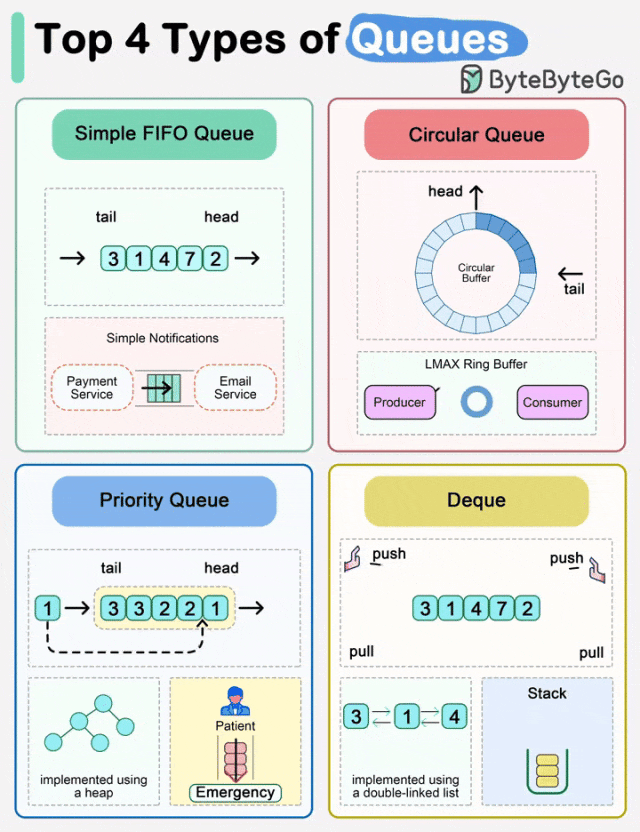 Top 4 Types of Queues
ByteByteGo
Simple FIFO Queue
tail head
3 1 4 7 2
Simple Notifications
Payment
Service
Email
Service
Circular Queue
head
Circular
Buffer
tail
LMAX Ring Buffer
Producer
Consumer
Priority Queue
tail head
1 3 3 2 2 1
implemented using
a heap
Patient
Emergency
Deque
push push
3 1 4 7 2
pull pull
3 1 4
implemented using
a double-linked list
Stack